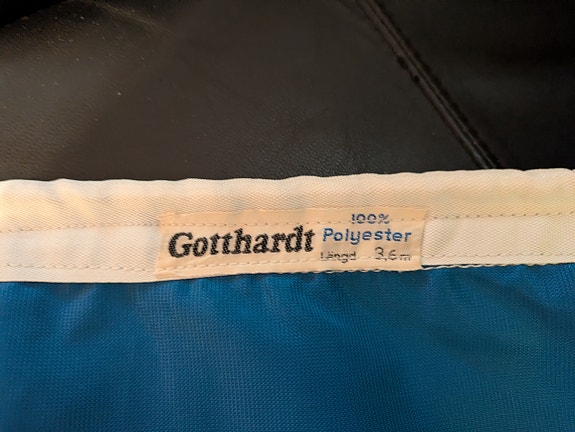 Gotthardt
100%
Polyester
Längd 3,6 m